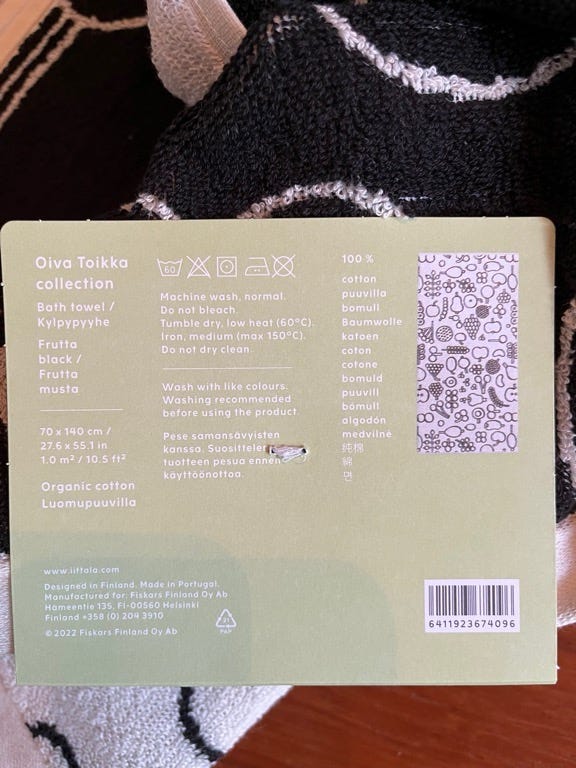 Oiva Toikka
collection
Bath towel /
Kylpypyyhe
Frutta
black /
Frutta
musta
70 x 140 cm /
27.6 x 55.1 in
1.0 m² / 10.5 ft²
Organic cotton
Luomupuuvilla
60
Machine wash, normal.
Do not bleach.
Tumble dry, low heat (60°C).
Iron, medium (max 150°C).
Do not dry clean.
Wash with like colours.
Washing recommended
before using the product.
Pese samansävyisten
kanssa.
tuotteen pesua ennen
käyttöönottoa.
100 %
cotton
puuvilla
bomull
Baumwolle
katoen
coton
cotone
bomuld
puuvill
bómull
algodón
medvilnė
纯棉
綿
면
www.iittala.com
Designed in Finland. Made in Portugal.
Manufactured for: Fiskars Finland Oy Ab
Hämeentie 135, FI-00560 Helsinki
Finland +358 (0) 204 3910
© 2022 Fiskars Finland Oy Ab
21
PAP
6411923674096